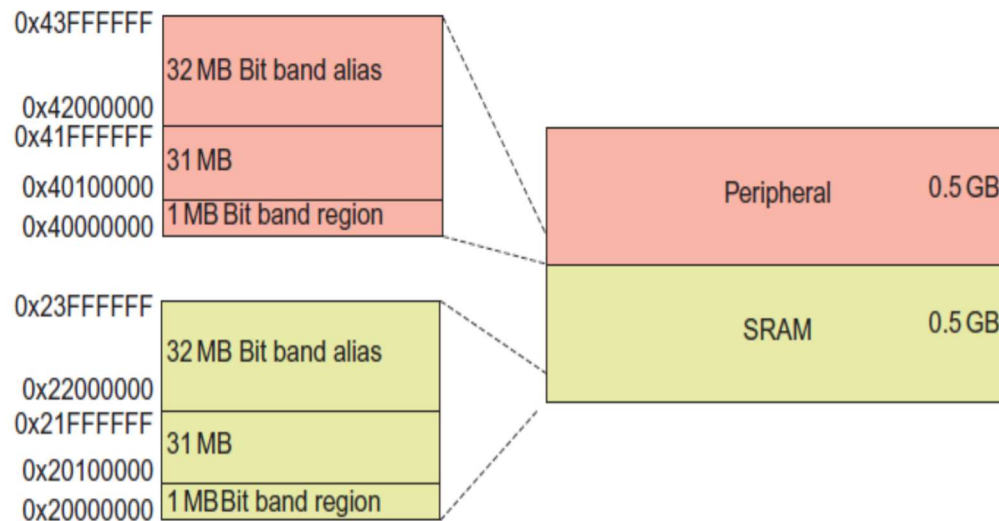 0x43FFFFFF
32 MB Bit band alias
0x42000000
0x41FFFFFF
31 MB
0x40100000
1 MB Bit band region
0x40000000
Peripheral 0.5 GB
SRAM 0.5 GB
0x23FFFFFF
32 MB Bit band alias
0x22000000
0x21FFFFFF
31 MB
0x20100000
1 MB Bit band region
0x20000000